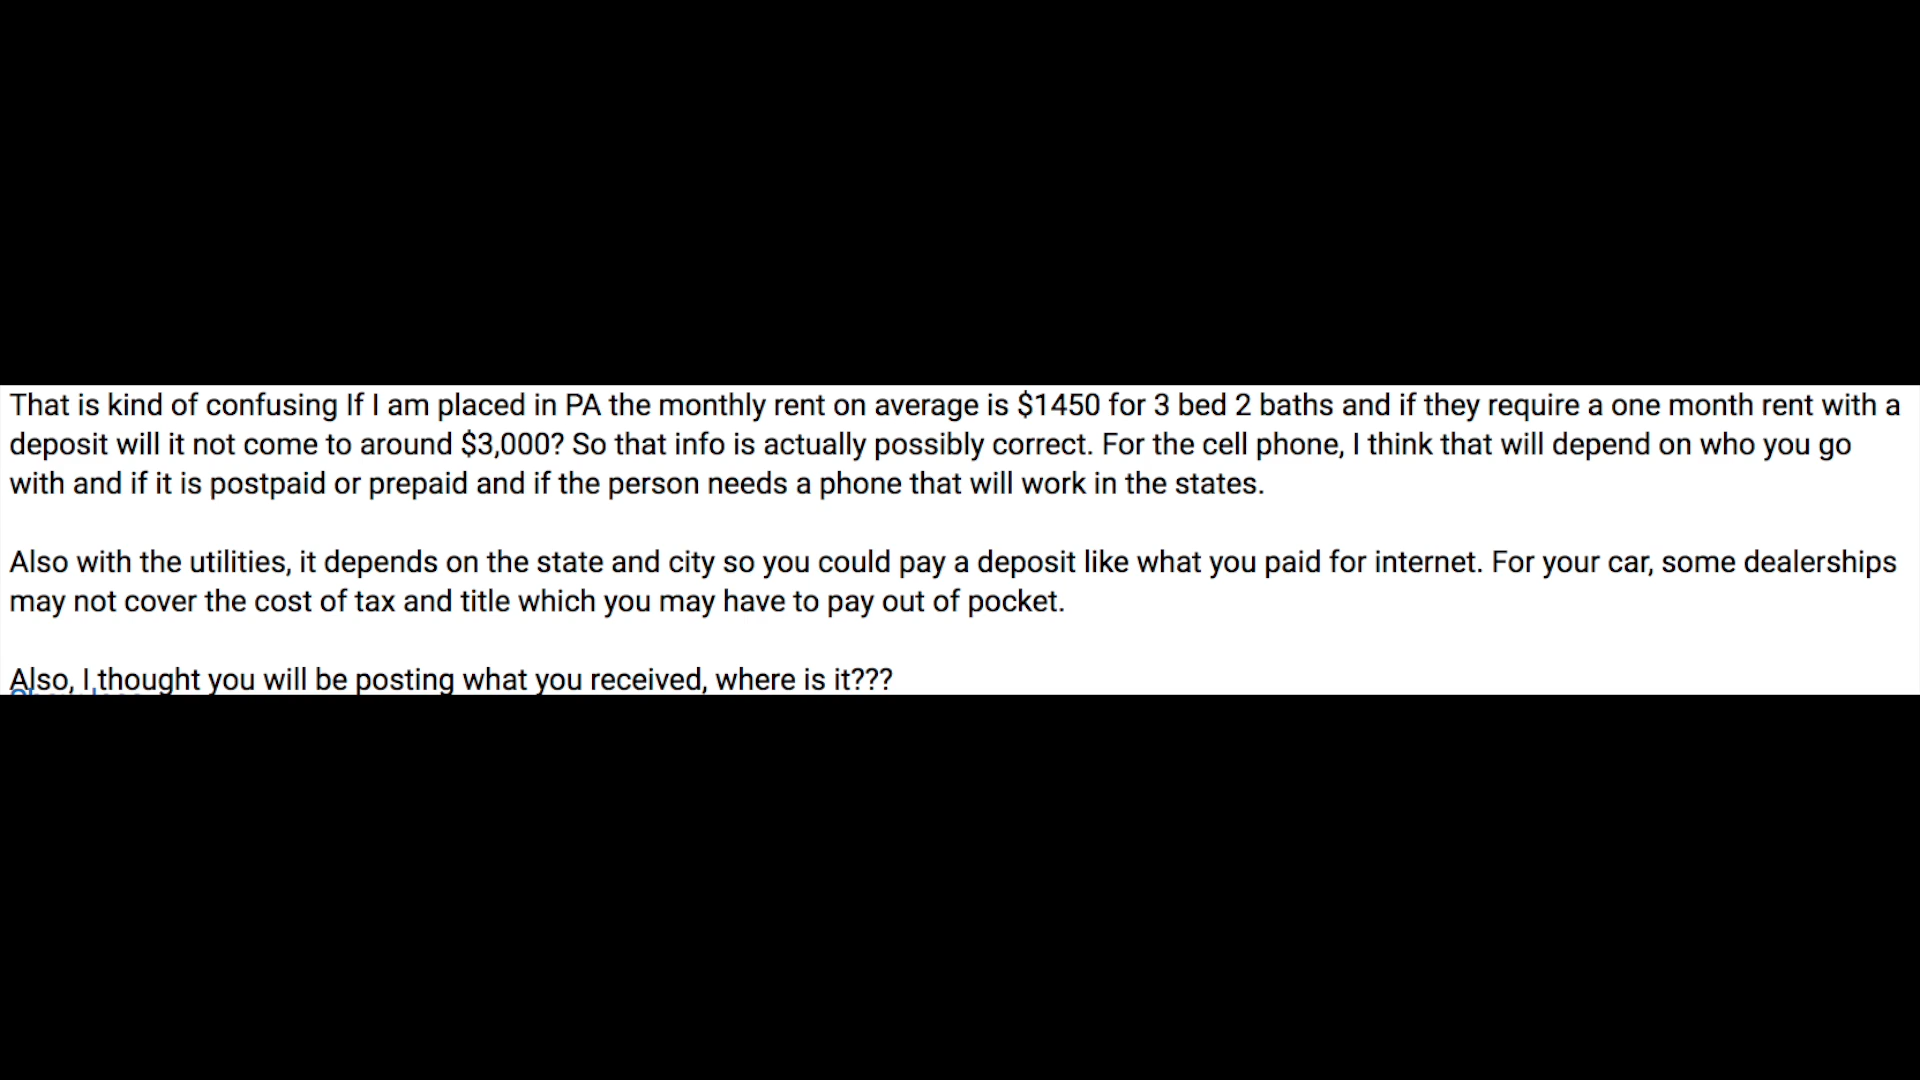 That is kind of confusing If I am placed in PA the monthly rent on average is $1450 for 3 bed 2 baths and if they require a one month rent with a
deposit will it not come to around $3,000? So that info is actually possibly correct. For the cell phone, I think that will depend on who you go
with and if it is postpaid or prepaid and if the person needs a phone that will work in the states.
Also with the utilities, it depends on the state and city so you could pay a deposit like what you paid for internet. For your car, some dealerships
may not cover the cost of tax and title which you may have to pay out of pocket.
Also, I thought you will be posting what you received, where is it???